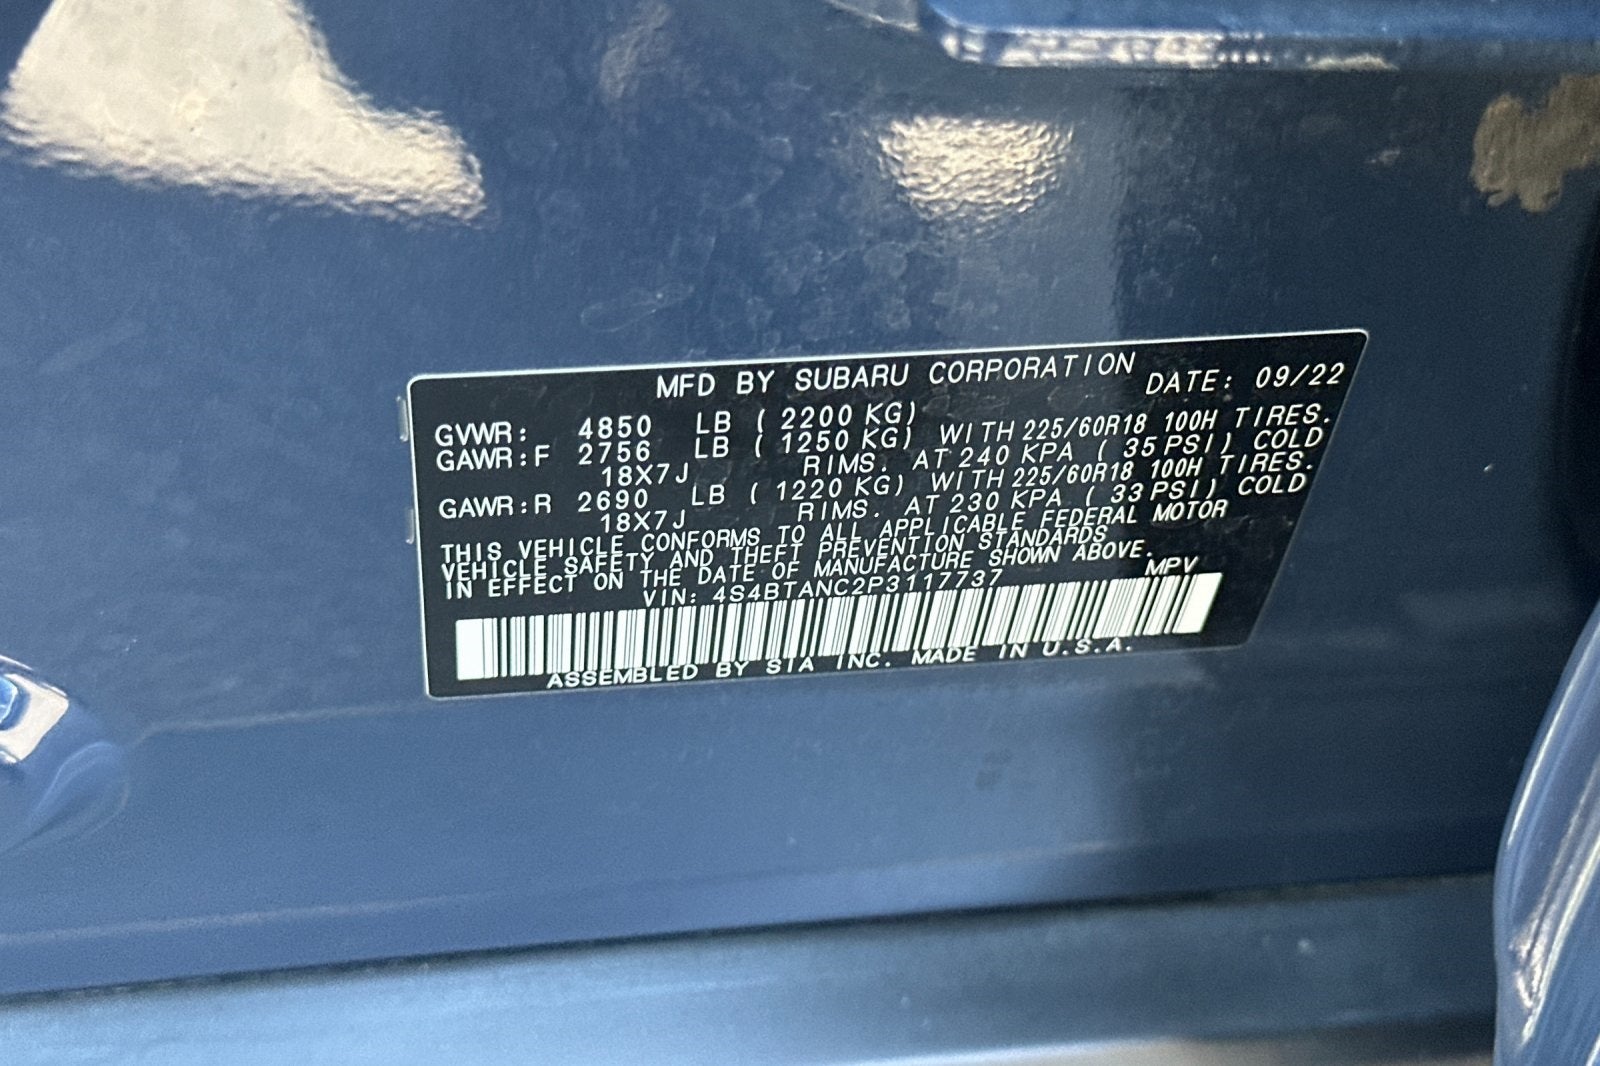 MFD BY SUBARU CORPORATION DATE: 09/22
GVWR: 4850 LB ( 2200 KG)
GAWR:F 2756 LB ( 1250 KG) WITH 225/60R18 100H TIRES.
18X7J RIMS. AT 240 KPA ( 35 PSI) COLD
GAWR:R 2690 LB ( 1220 KG) WITH 225/60R18 100H TIRES.
18X7J RIMS. AT 230 KPA ( 33 PSI) COLD
THIS VEHICLE CONFORMS TO ALL APPLICABLE FEDERAL MOTOR
VEHICLE SAFETY AND THEFT PREVENTION STANDARDS
IN EFFECT ON THE DATE OF MANUFACTURE SHOWN ABOVE.
VIN: 4S4BTANC2P3117737 MPV
ASSEMBLED BY SIA INC. MADE IN U.S.A.